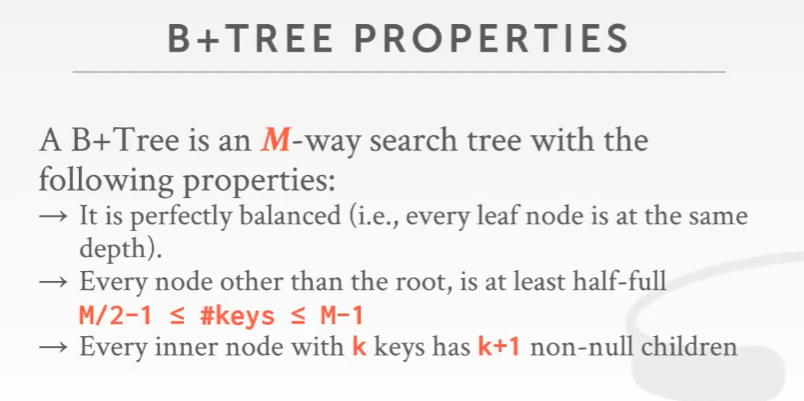 B+TREE PROPERTIES
A B+Tree is an M-way search tree with the
following properties:
→ It is perfectly balanced (i.e., every leaf node is at the same
depth).
→ Every node other than the root, is at least half-full
M/2-1 ≤ #keys ≤ M-1
→ Every inner node with k keys has k+1 non-null children